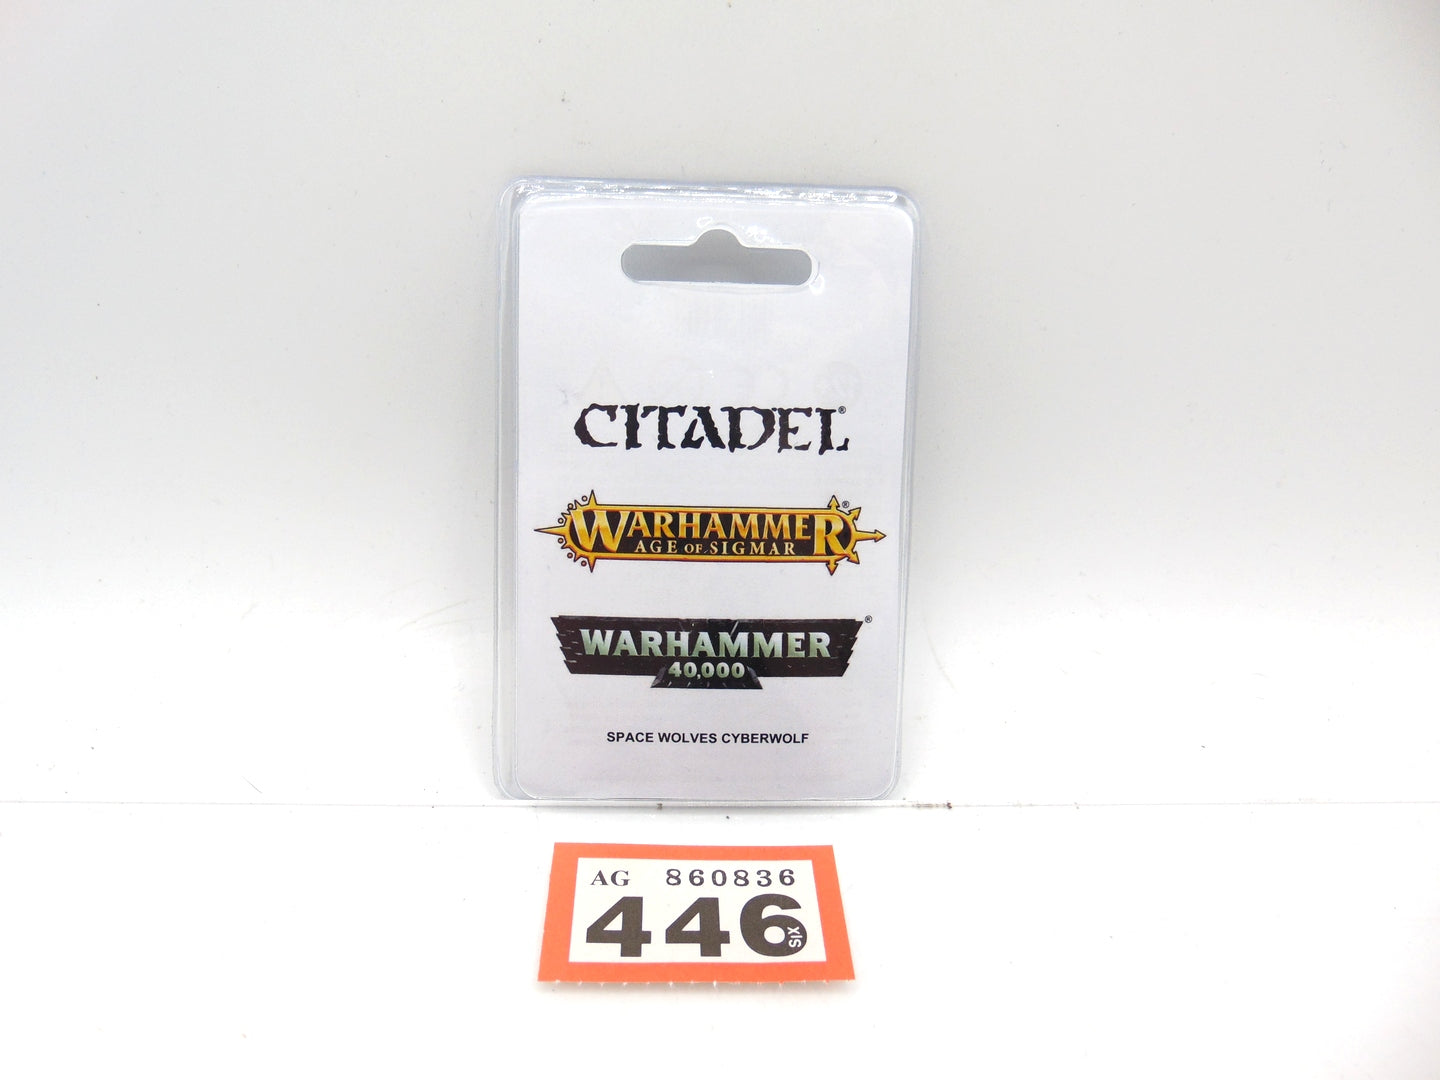 CITADEL®
WARHAMMER®
AGE OF SIGMAR
WARHAMMER®
40,000
SPACE WOLVES CYBERWOLF
AG 860836
446
SIX